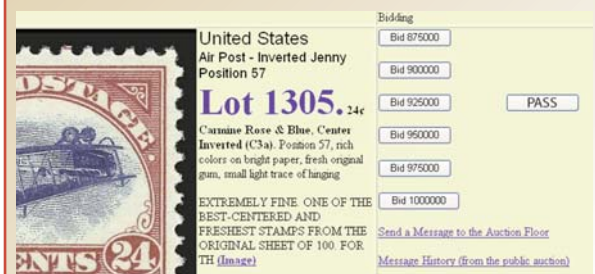 United States
Air Post - Inverted Jenny
Position 57
Lot 1305. 24c
Carmine Rose & Blue, Center
Inverted (C3a). Position 57, rich
colors on bright paper, fresh original
gum, small light trace of hinging
EXTREMELY FINE. ONE OF THE
BEST-CENTERED AND
FRESHEST STAMPS FROM THE
ORIGINAL SHEET OF 100. FOR
TH (Image)
Bidding
Bid 875000
Bid 900000
Bid 925000
PASS
Bid 950000
Bid 975000
Bid 1000000
Send a Message to the Auction Floor
Message History (from the public auction)
POSTAGE
ENTS 24